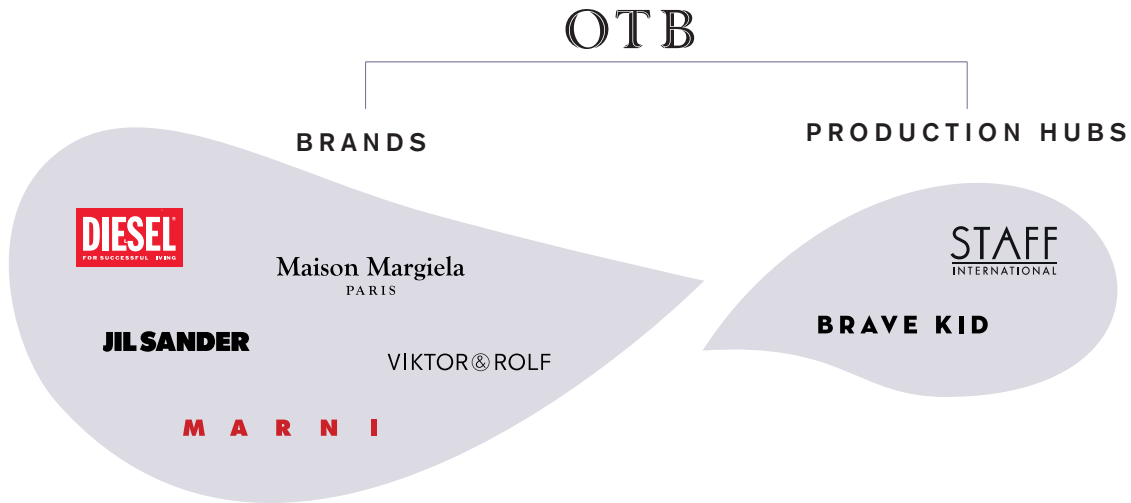 OTB
BRANDS
PRODUCTION HUBS
DIESEL®
FOR SUCCESSFUL IVING
Maison Margiela
PARIS
JIL SANDER
VIKTOR&ROLF
MARNI
STAFF
INTERNATIONAL
BRAVE KID